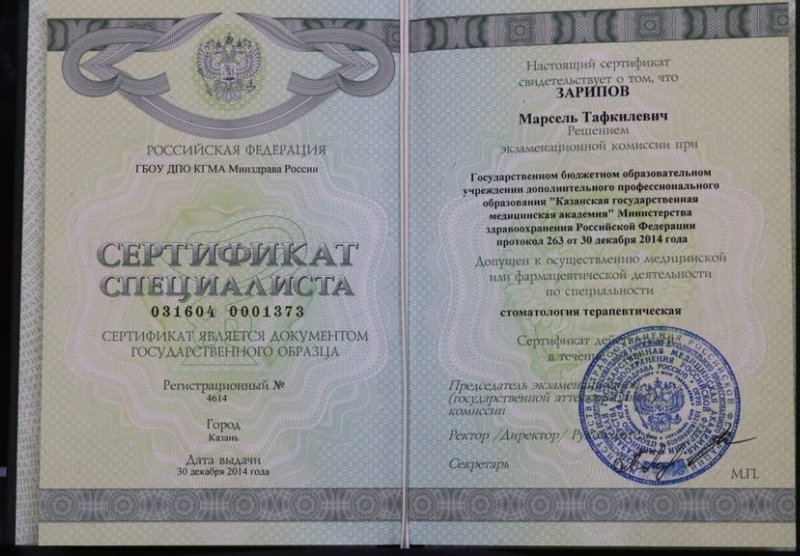 РОССИЙСКАЯ ФЕДЕРАЦИЯ
ГБОУ ДПО КГМА Минздрава России
СЕРТИФИКАТ
СПЕЦИАЛИСТА
031604 0001373
СЕРТИФИКАТ ЯВЛЯЕТСЯ ДОКУМЕНТОМ
ГОСУДАРСТВЕННОГО ОБРАЗЦА
Регистрационный №
4614
Город
Казань
Дата выдачи
30 декабря 2014 года
Настоящий сертификат
свидетельствует о том, что
ЗАРИПОВ
Марсель Тафкилевич
Решением
экзаменационной комиссии при
Государственном бюджетном образовательном
учреждении дополнительного профессионального
образования "Казанская государственная
медицинская академия" Министерства
здравоохранения Российской Федерации
протокол 263 от 30 декабря 2014 года
Допущен к осуществлению медицинской
или фармацевтической деятельности
по специальности
стоматология терапевтическая
Сертификат
в течение
Председатель
(государственной
комиссии
Ректор /Директор/
Секретарь
М.П.